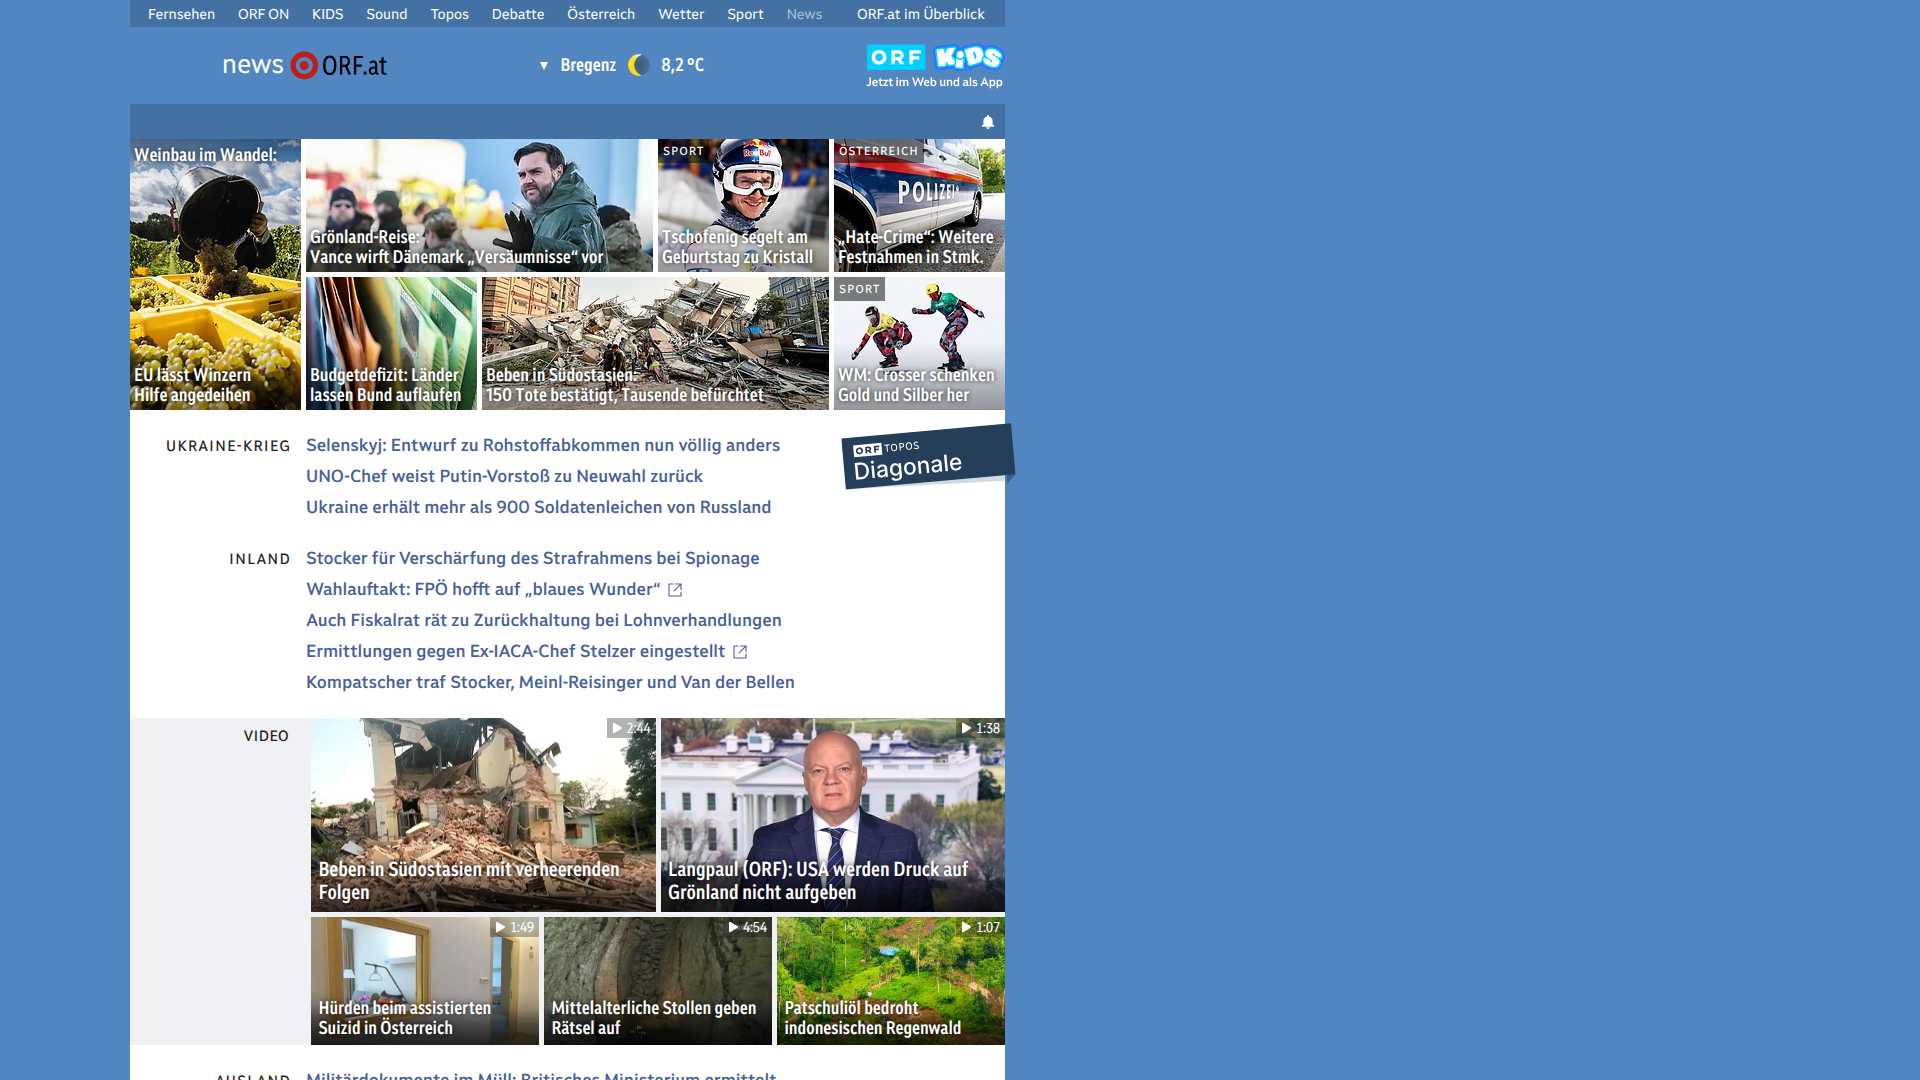 Fernsehen ORF ON KIDS Sound Topos Debatte Österreich Wetter Sport News ORF.at im Überblick
news ORF.at
Bregenz 8,2 °C
ORF KiDS
Jetzt im Web und als App
Weinbau im Wandel:
EU lässt Winzern
Hilfe angedeihen
Grönland-Reise:
Vance wirft Dänemark „Versäumnisse“ vor
SPORT
Red Bull
Tschofenig segelt am
Geburtstag zu Kristall
ÖSTERREICH
POLIZEI
„Hate-Crime“: Weitere
Festnahmen in Stmk.
Budgetdefizit: Länder
lassen Bund auflaufen
Beben in Südostasien:
150 Tote bestätigt, Tausende befürchtet
SPORT
WM: Crosser schenken
Gold und Silber her
UKRAINE-KRIEG
Selenskyj: Entwurf zu Rohstoffabkommen nun völlig anders
UNO-Chef weist Putin-Vorstoß zu Neuwahl zurück
Ukraine erhält mehr als 900 Soldatenleichen von Russland
ORF TOPOS
Diagonale
INLAND
Stocker für Verschärfung des Strafrahmens bei Spionage
Wahlauftakt: FPÖ hofft auf „blaues Wunder“
Auch Fiskalrat rät zu Zurückhaltung bei Lohnverhandlungen
Ermittlungen gegen Ex-IACA-Chef Stelzer eingestellt
Kompatscher traf Stocker, Meinl-Reisinger und Van der Bellen
VIDEO
2:44
Beben in Südostasien mit verheerenden
Folgen
1:38
Langpaul (ORF): USA werden Druck auf
Grönland nicht aufgeben
1:49
Hürden beim assistierten
Suizid in Österreich
4:54
Mittelalterliche Stollen geben
Rätsel auf
1:07
Patschuliöl bedroht
indonesischen Regenwald
AUSLAND
Militärdokumente im Müll: Britisches Ministerium ermittelt